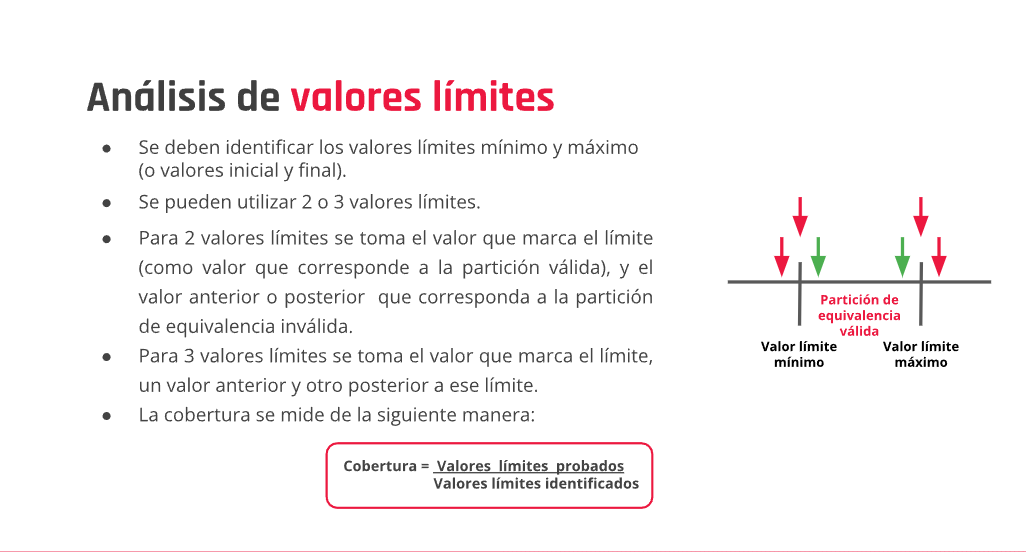 Análisis de valores límites
● Se deben identificar los valores límites mínimo y máximo
(o valores inicial y final).
● Se pueden utilizar 2 o 3 valores límites.
● Para 2 valores límites se toma el valor que marca el límite
(como valor que corresponde a la partición válida), y el
valor anterior o posterior que corresponda a la partición
de equivalencia inválida.
● Para 3 valores límites se toma el valor que marca el límite,
un valor anterior y otro posterior a ese límite.
● La cobertura se mide de la siguiente manera:
Cobertura = Valores límites probados
Valores límites identificados
Partición de
equivalencia
válida
Valor límite
mínimo
Valor límite
máximo